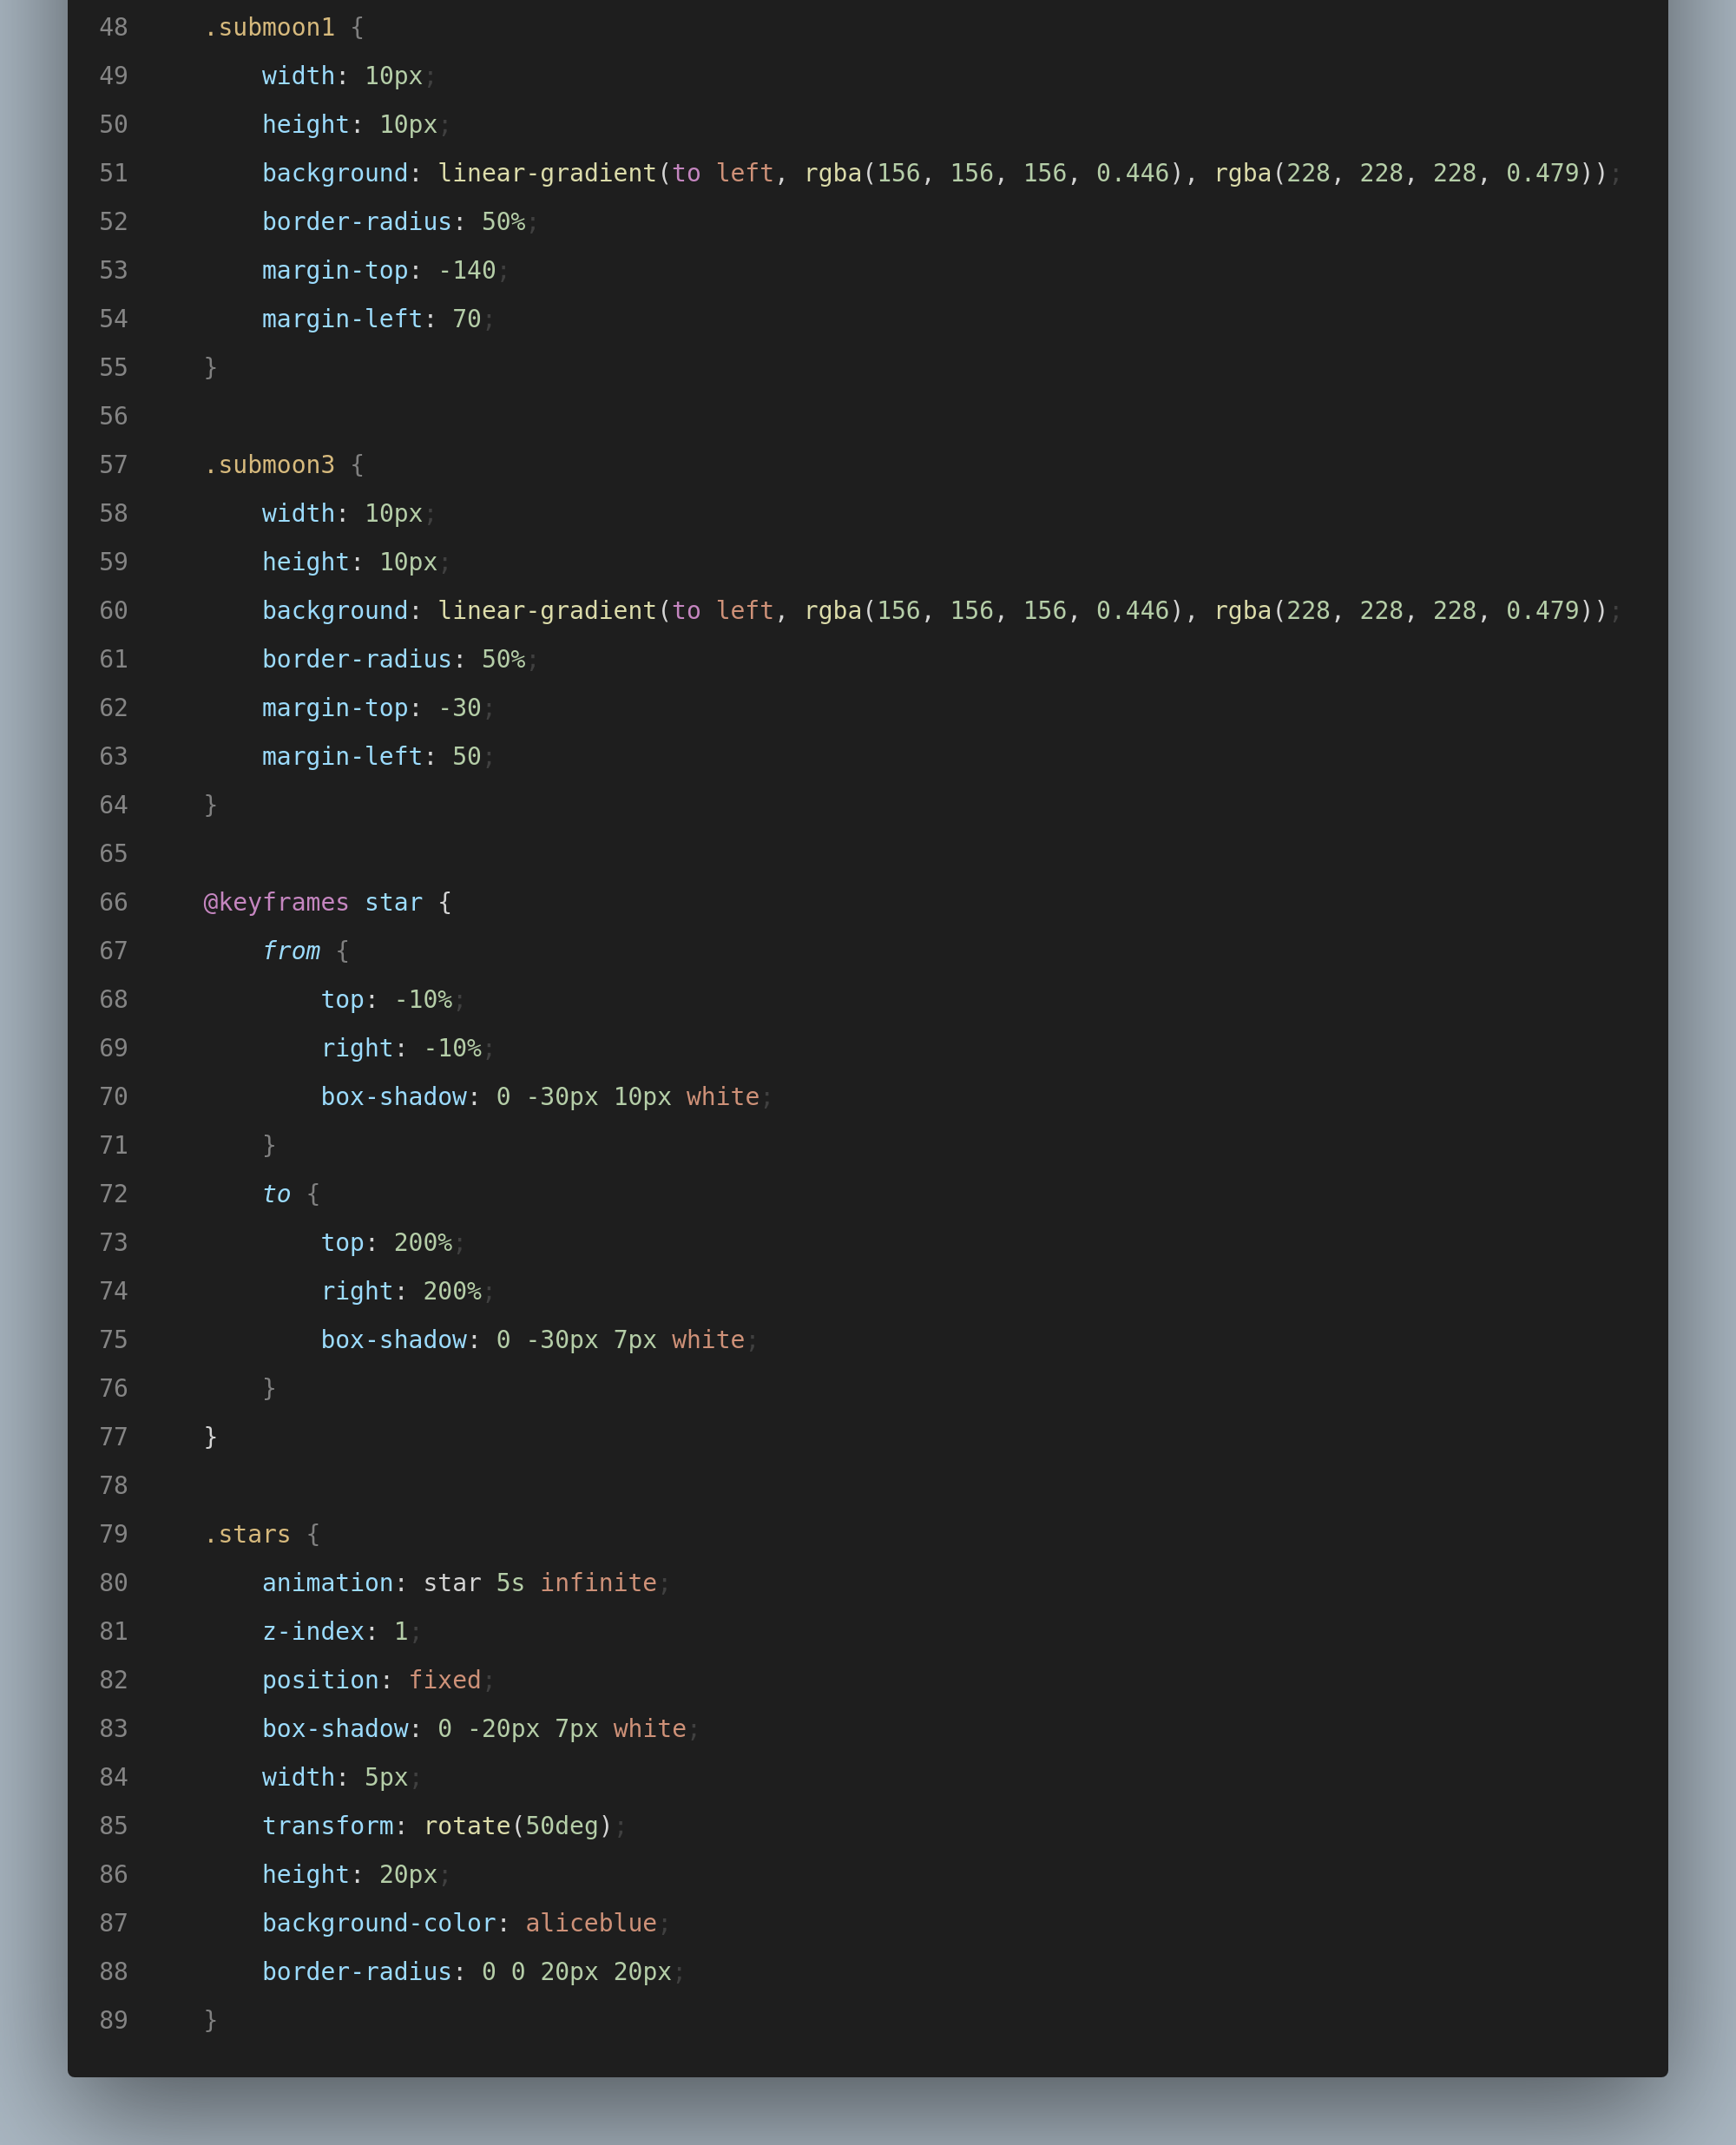 48 .submoon1 {
49 width: 10px;
50 height: 10px;
51 background: linear-gradient(to left, rgba(156, 156, 156, 0.446), rgba(228, 228, 228, 0.479));
52 border-radius: 50%;
53 margin-top: -140;
54 margin-left: 70;
55 }
56
57 .submoon3 {
58 width: 10px;
59 height: 10px;
60 background: linear-gradient(to left, rgba(156, 156, 156, 0.446), rgba(228, 228, 228, 0.479));
61 border-radius: 50%;
62 margin-top: -30;
63 margin-left: 50;
64 }
65
66 @keyframes star {
67 from {
68 top: -10%;
69 right: -10%;
70 box-shadow: 0 -30px 10px white;
71 }
72 to {
73 top: 200%;
74 right: 200%;
75 box-shadow: 0 -30px 7px white;
76 }
77 }
78
79 .stars {
80 animation: star 5s infinite;
81 z-index: 1;
82 position: fixed;
83 box-shadow: 0 -20px 7px white;
84 width: 5px;
85 transform: rotate(50deg);
86 height: 20px;
87 background-color: aliceblue;
88 border-radius: 0 0 20px 20px;
89 }